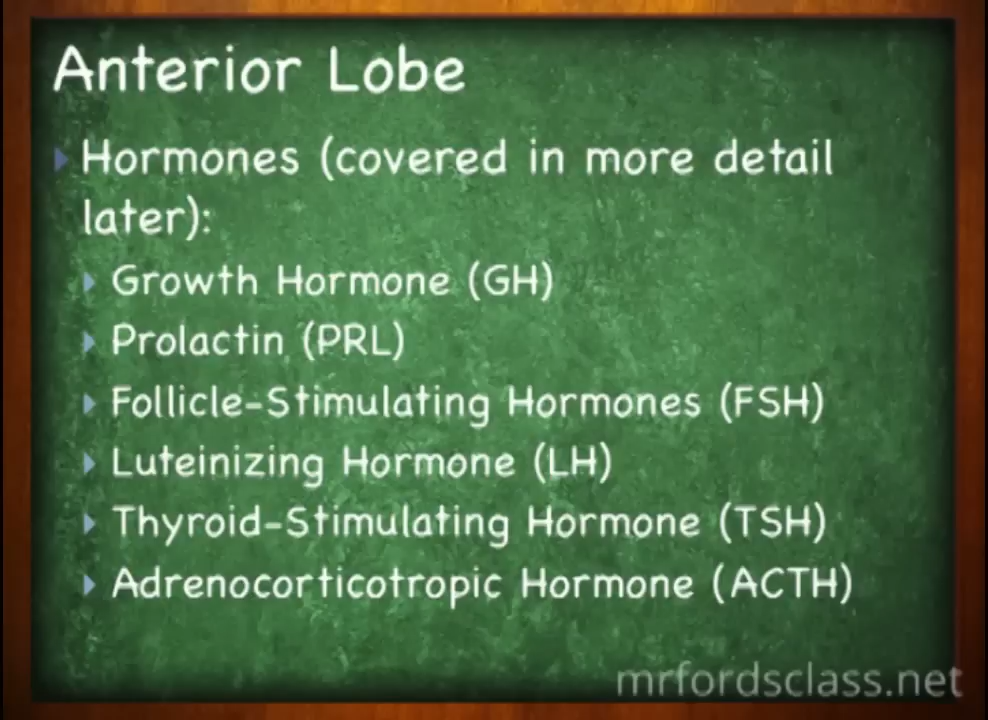 Anterior Lobe
Hormones (covered in more detail
later):
Growth Hormone (GH)
Prolactin (PRL)
Follicle-Stimulating Hormones (FSH)
Luteinizing Hormone (LH)
Thyroid-Stimulating Hormone (TSH)
Adrenocorticotropic Hormone (ACTH)
mrfordsclass.net